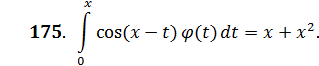 175. ∫₀ˣ cos(x − t) φ(t) dt = x + x².